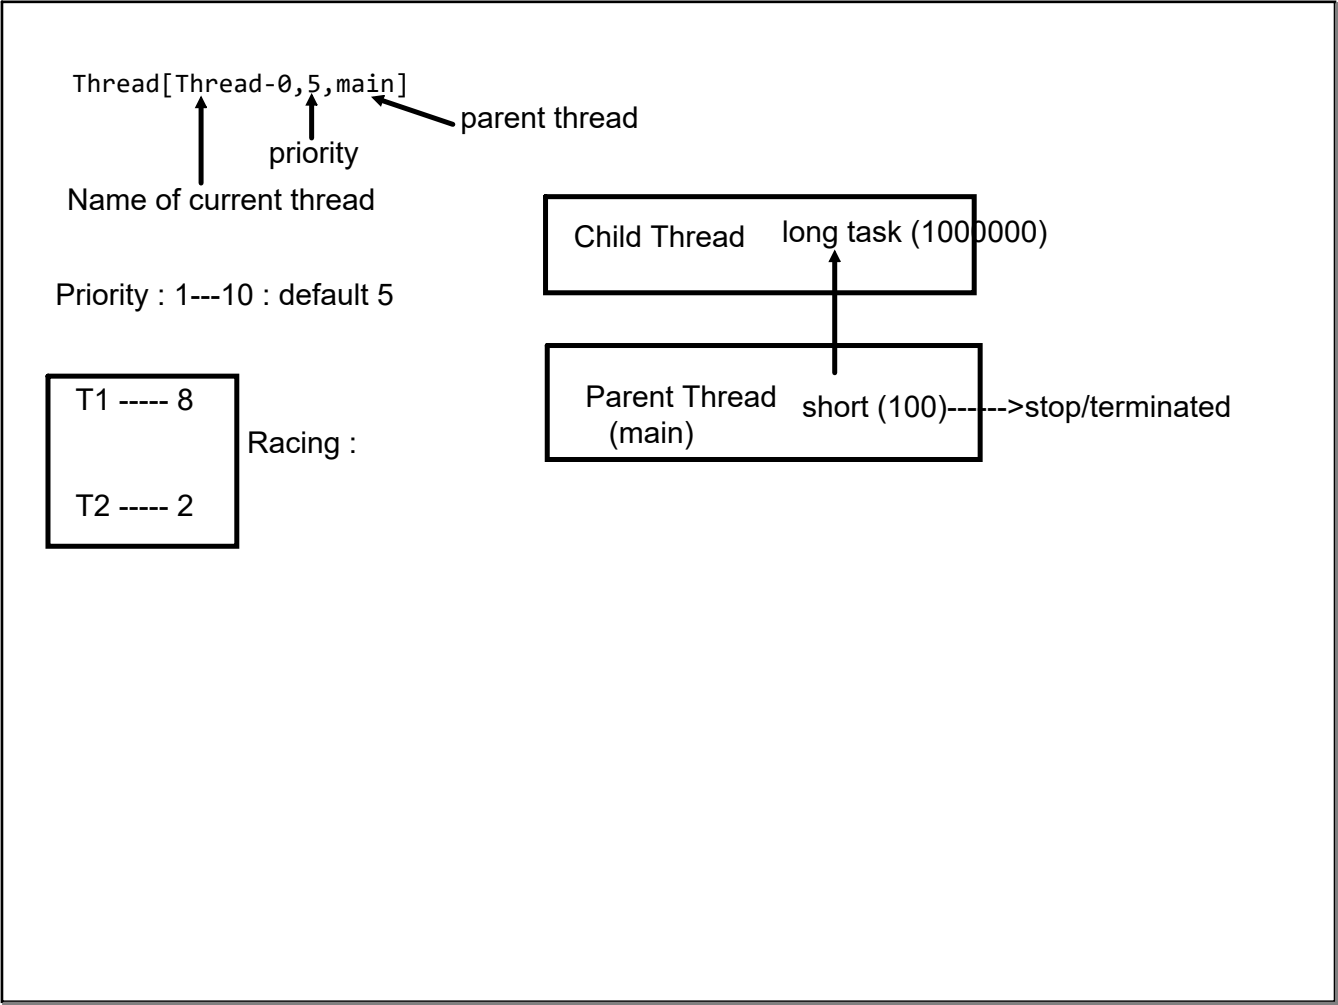 Thread[Thread-0,5,main]
parent thread
priority
Name of current thread
Child Thread long task (1000000)
Priority : 1---10 : default 5
Parent Thread
(main)
short (100)------>stop/terminated
T1 ----- 8
Racing :
T2 ----- 2